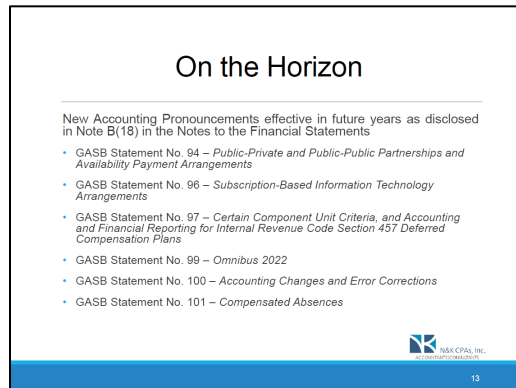 On the Horizon
New Accounting Pronouncements effective in future years as disclosed
in Note B(18) in the Notes to the Financial Statements
• GASB Statement No. 94 – Public-Private and Public-Public Partnerships and
Availability Payment Arrangements
• GASB Statement No. 96 – Subscription-Based Information Technology
Arrangements
• GASB Statement No. 97 – Certain Component Unit Criteria, and Accounting
and Financial Reporting for Internal Revenue Code Section 457 Deferred
Compensation Plans
• GASB Statement No. 99 – Omnibus 2022
• GASB Statement No. 100 – Accounting Changes and Error Corrections
• GASB Statement No. 101 – Compensated Absences
N&K CPAs, Inc.
ACCOUNTANTS|CONSULTANTS
13